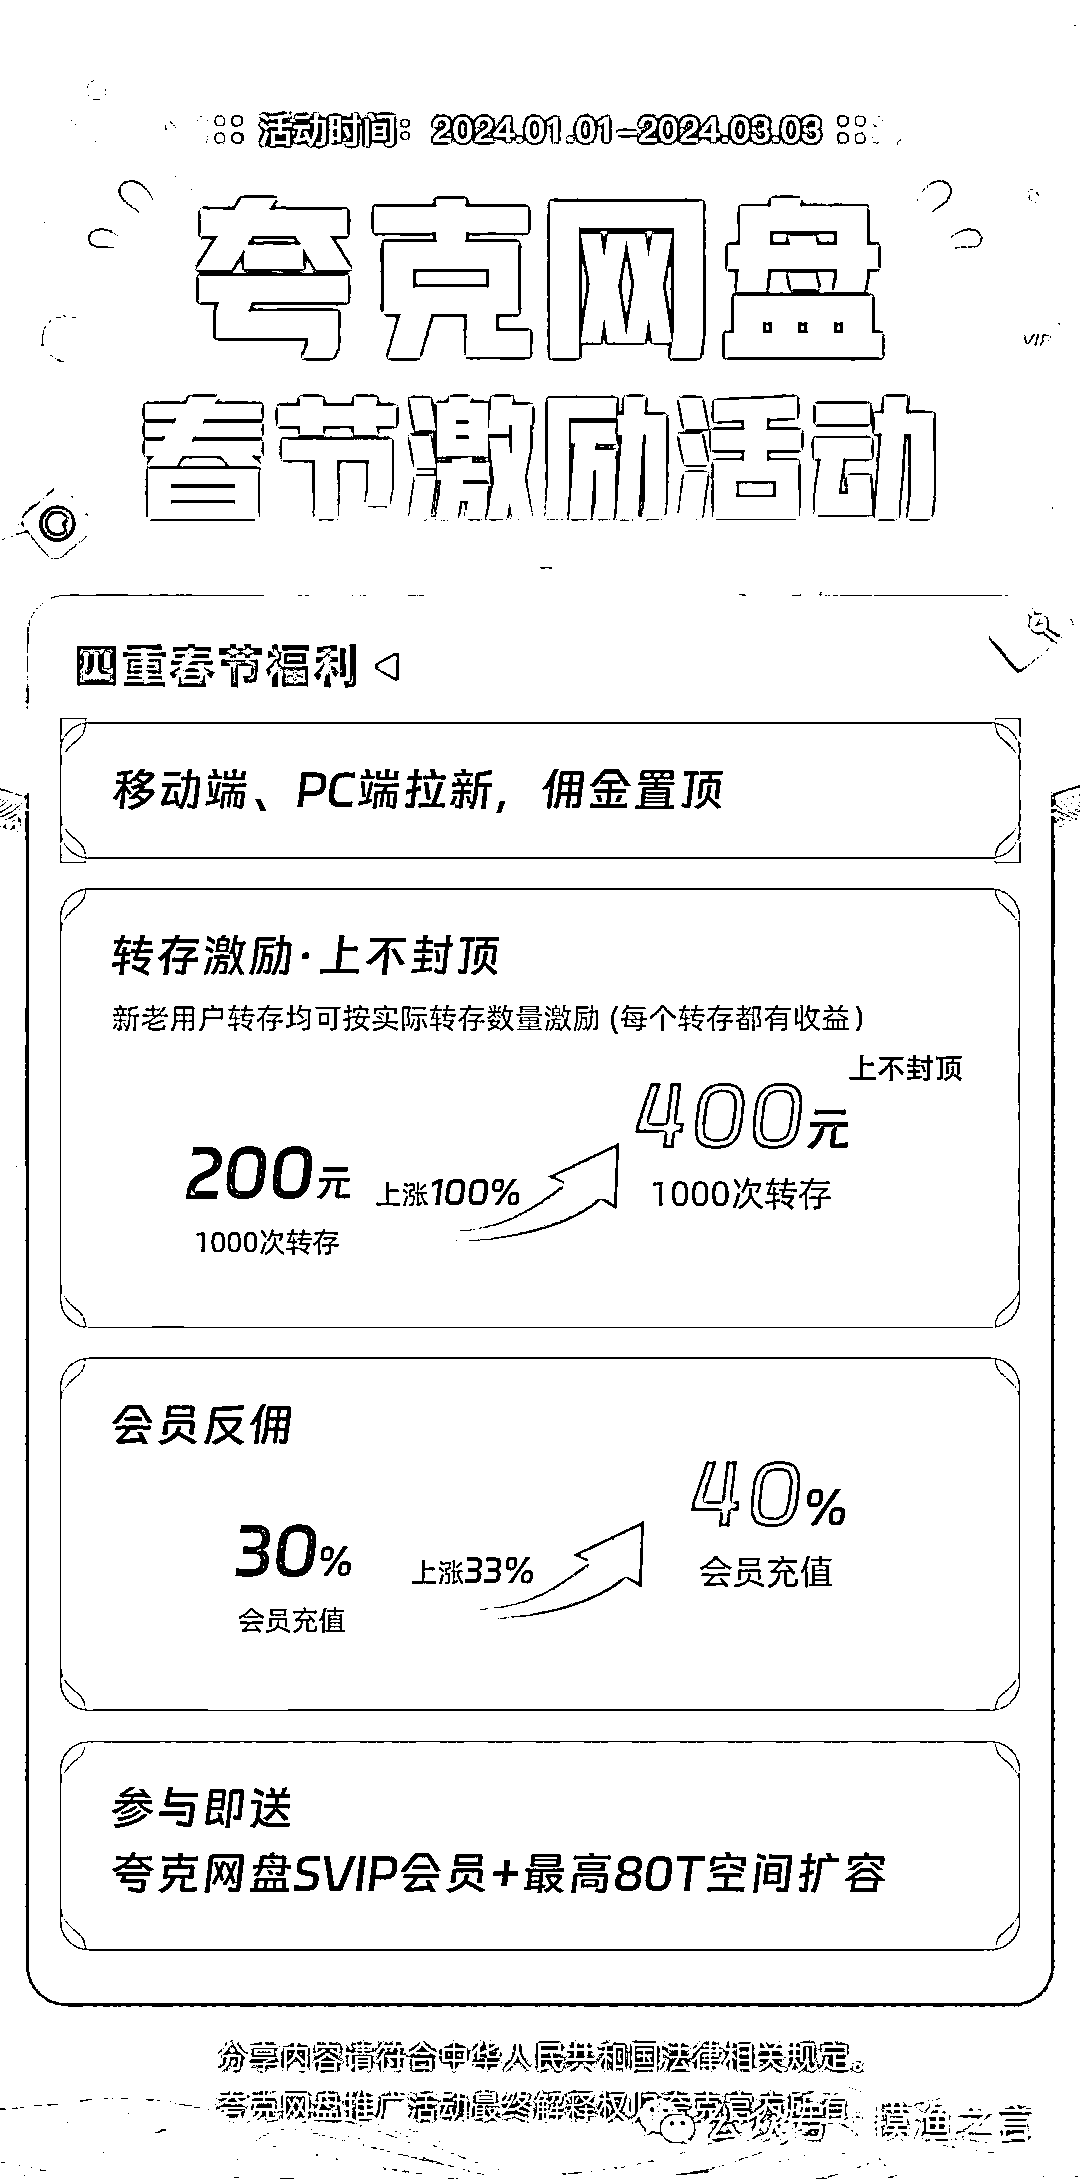 活动时间：2024.01.01-2024.03.03
夸克网盘
春节激励活动
VIP
四重春节福利
移动端、PC端拉新，佣金置顶
转存激励·上不封顶
新老用户转存均可按实际转存数量激励 (每个转存都有收益)
上不封顶
400元
200元
上涨100%
1000次转存
1000次转存
会员反佣
40%
30%
上涨33%
会员充值
会员充值
参与即送
夸克网盘SVIP会员+最高80T空间扩容
分享内容请符合中华人民共和国法律相关规定。
夸克网盘推广活动最终解释权归夸克官方所有
公众号·摸渔之言